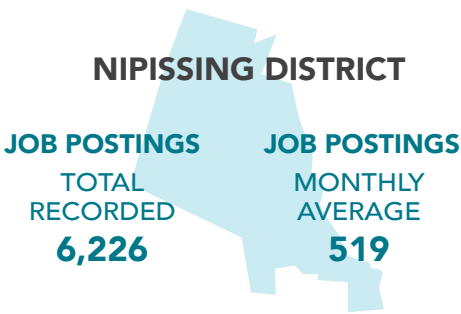 NIPISSING DISTRICT
JOB POSTINGS
TOTAL
RECORDED
6,226
JOB POSTINGS
MONTHLY
AVERAGE
519